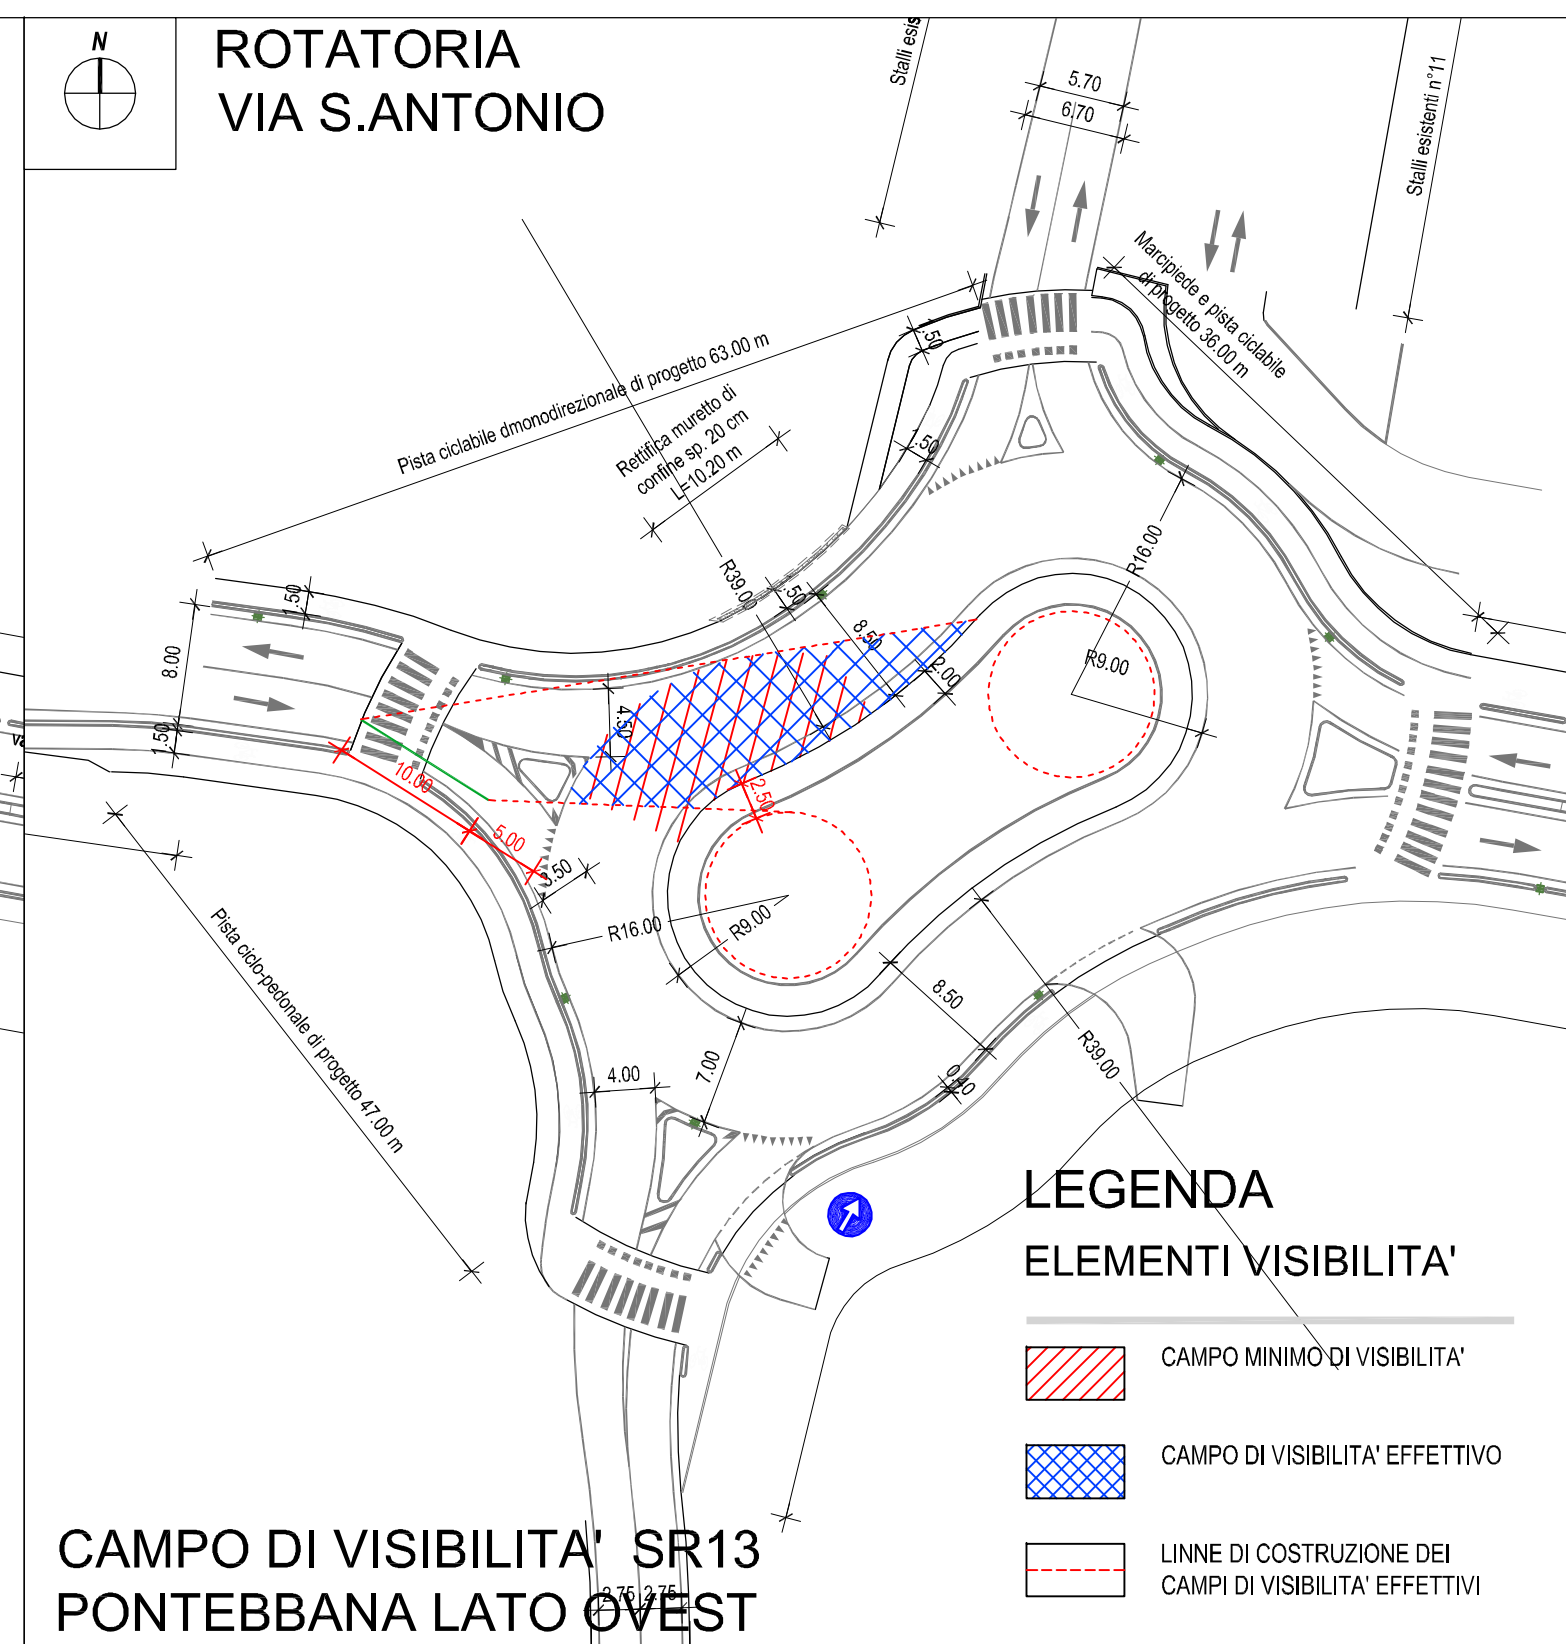 N
ROTATORIA
VIA S.ANTONIO
Stalli esis
5.70
6.70
Stalli esistenti n°11
Marcipiede e pista ciclabile
di progetto 36.00 m
Pista ciclabile dmonodirezionale di progetto 63.00 m
Rettifica muretto di
confine sp. 20 cm
L=10.20 m
.50
1.50
R16.00
R39.00
.50
8.50
2.00
R9.00
1.50
8.00
1.50
4.50
10.00
5.00
2.50
3.50
R16.00
R9.00
8.50
R39.00
0.40
7.00
4.00
Pista ciclo-pedonale di progetto 47.00 m
LEGENDA
ELEMENTI VISIBILITA'
CAMPO MINIMO DI VISIBILITA'
CAMPO DI VISIBILITA' EFFETTIVO
LINNE DI COSTRUZIONE DEI
CAMPI DI VISIBILITA' EFFETTIVI
CAMPO DI VISIBILITA' SR13
PONTEBBANA LATO OVEST
2.75 2.75